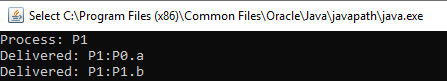 Select C:\Program Files (x86)\Common Files\Oracle\Java\javapath\java.exe
Process: P1
Delivered: P1:P0.a
Delivered: P1:P1.b